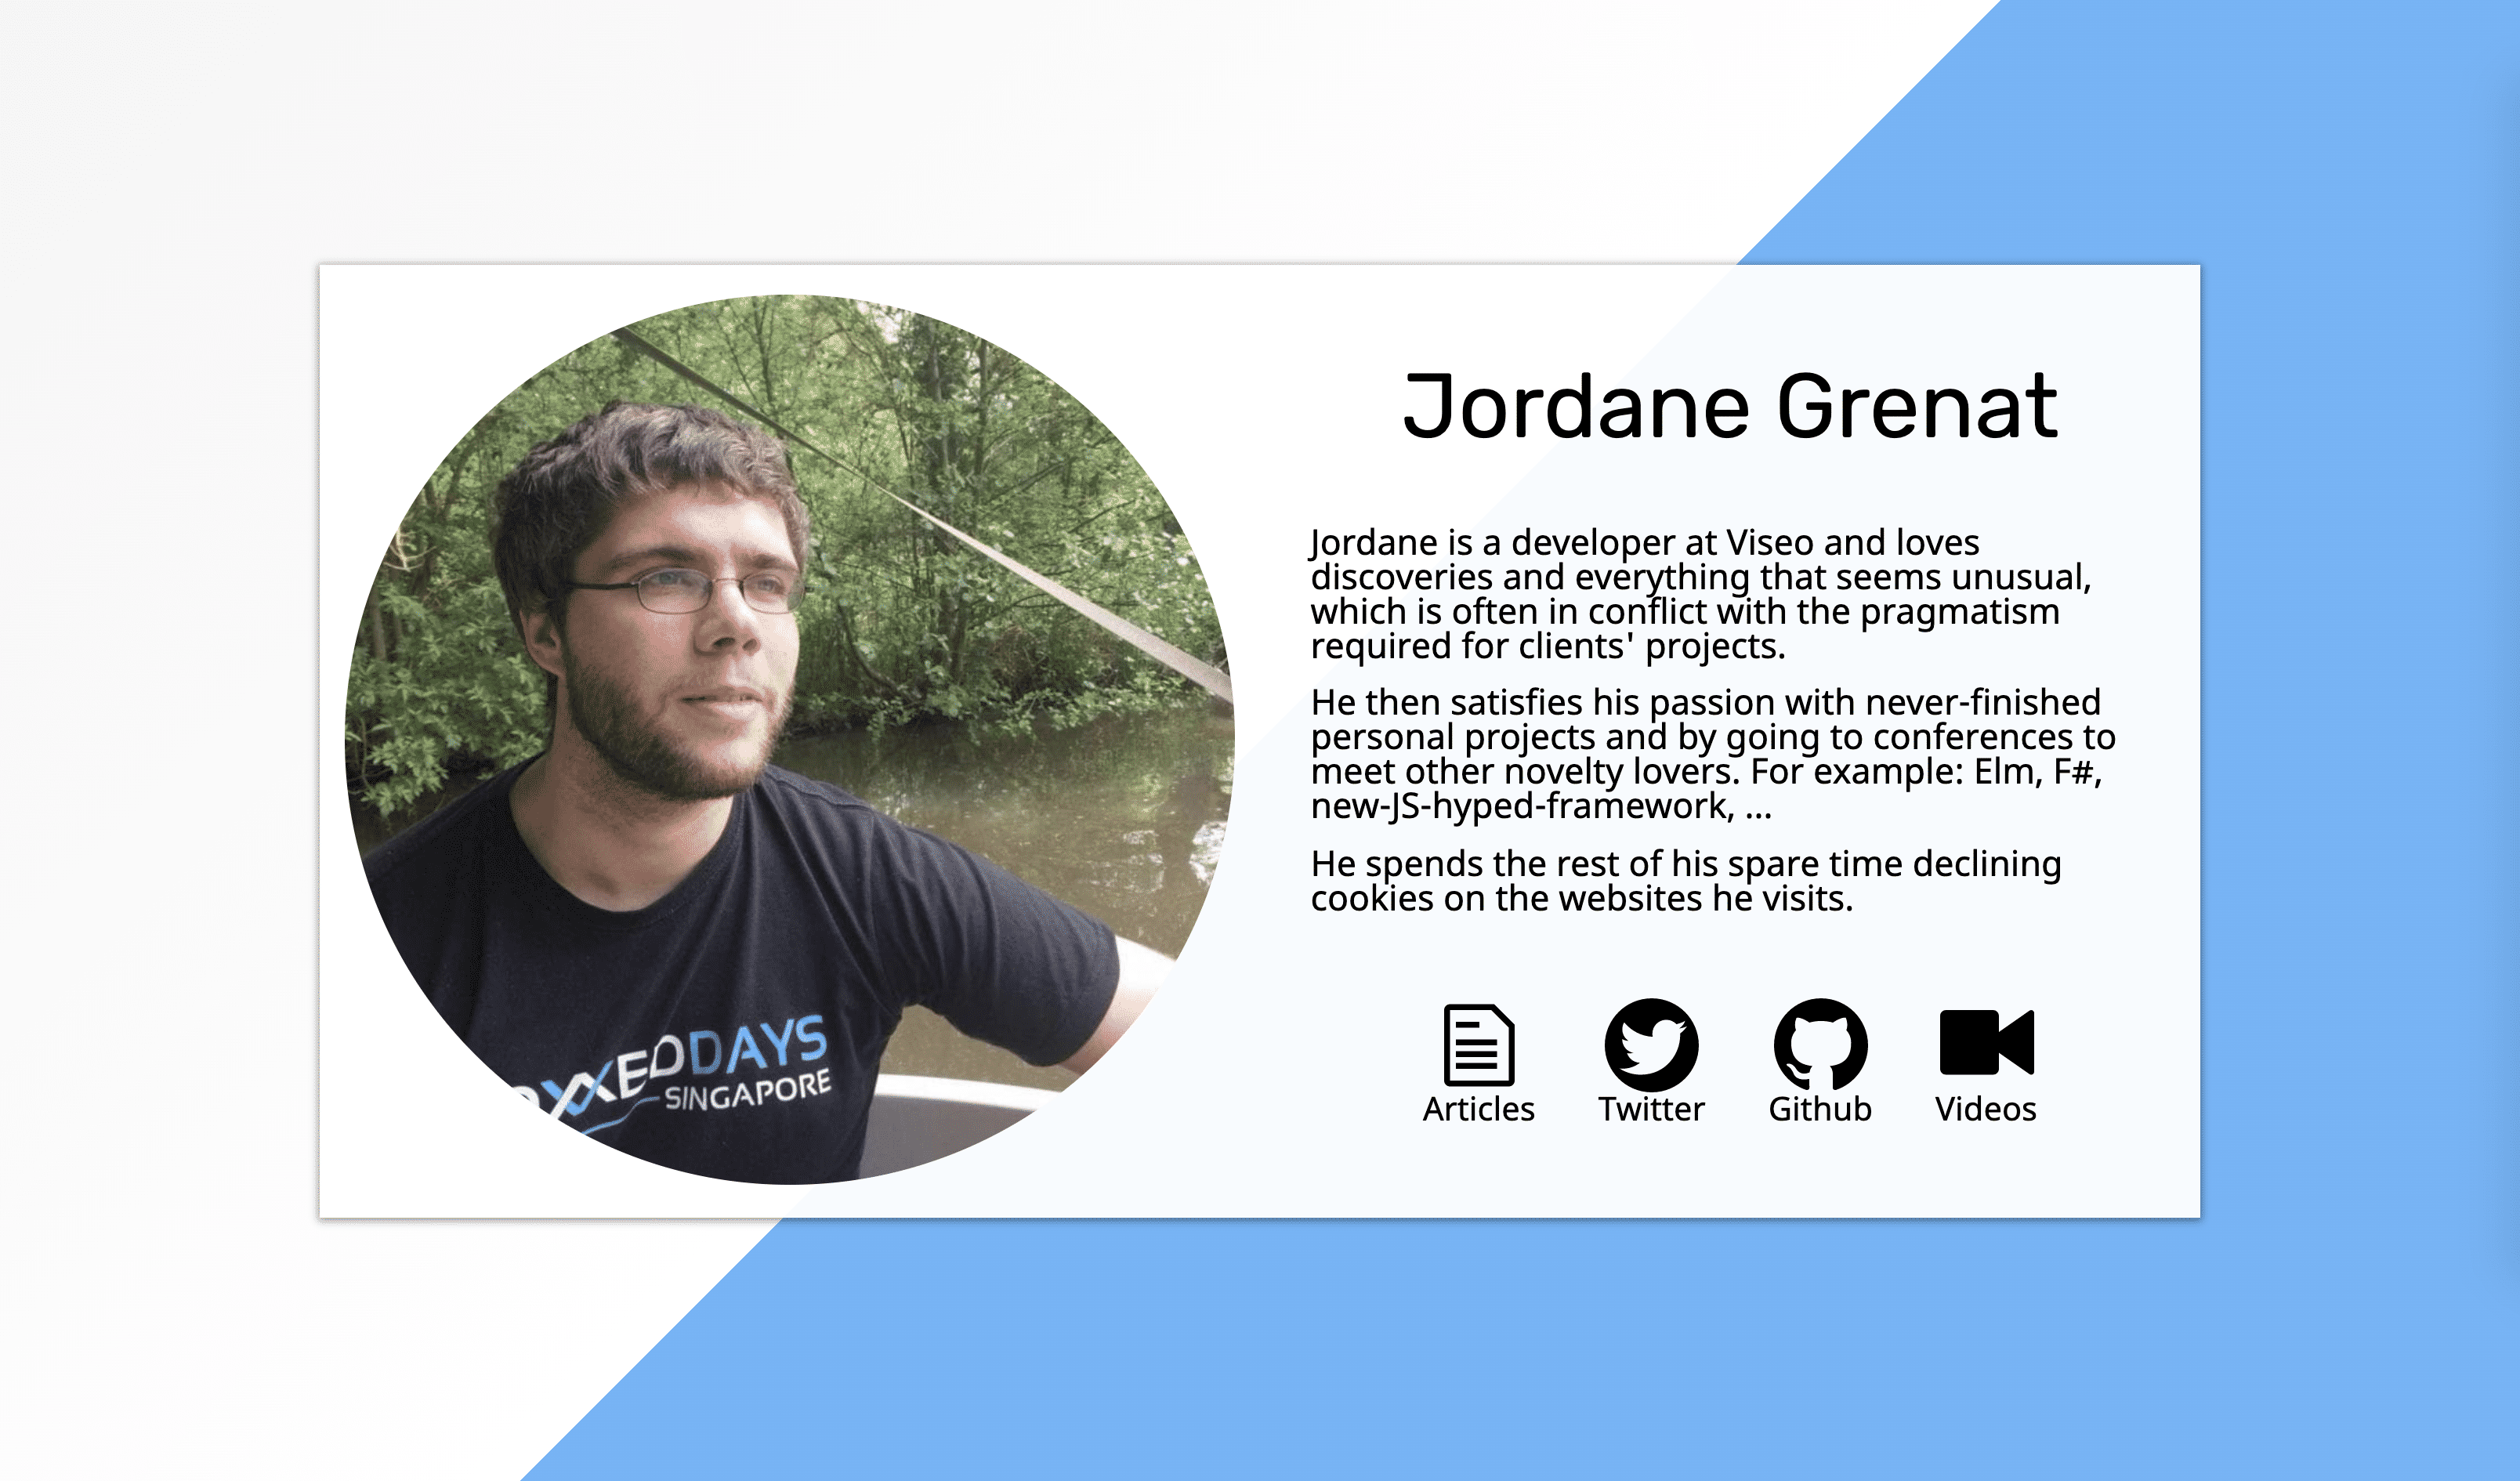 Jordane Grenat
Jordane is a developer at Viseo and loves
discoveries and everything that seems unusual,
which is often in conflict with the pragmatism
required for clients' projects.
He then satisfies his passion with never-finished
personal projects and by going to conferences to
meet other novelty lovers. For example: Elm, F#,
new-JS-hyped-framework, ...
He spends the rest of his spare time declining
cookies on the websites he visits.
Articles Twitter Github Videos
OXXEDDAYS
SINGAPORE